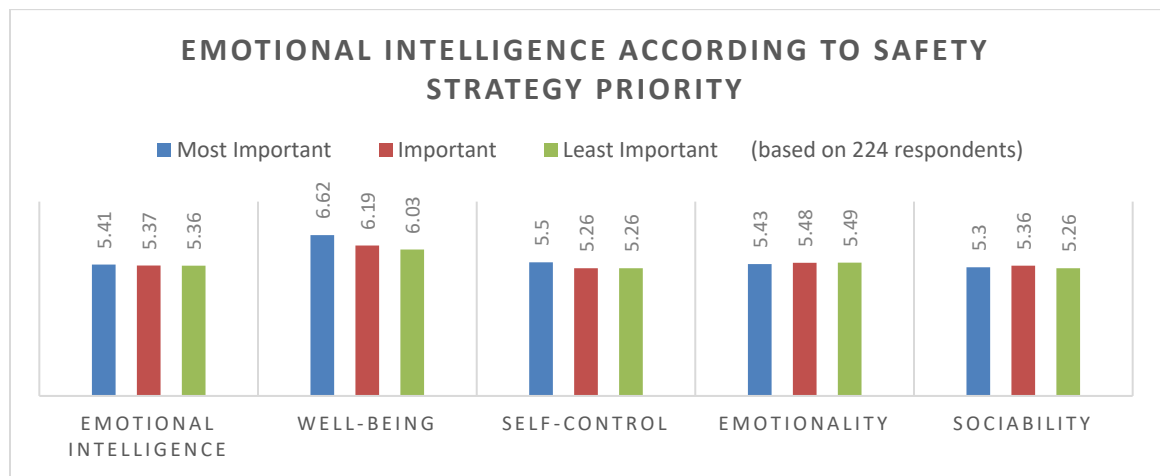 EMOTIONAL INTELLIGENCE ACCORDING TO SAFETY
STRATEGY PRIORITY
Most Important Important Least Important (based on 224 respondents)
5.41 5.37 5.36 6.62 6.19 6.03 5.5 5.26 5.26 5.43 5.48 5.49 5.3 5.36 5.26
EMOTIONAL WELL-BEING SELF-CONTROL EMOTIONALITY SOCIABILITY
INTELLIGENCE